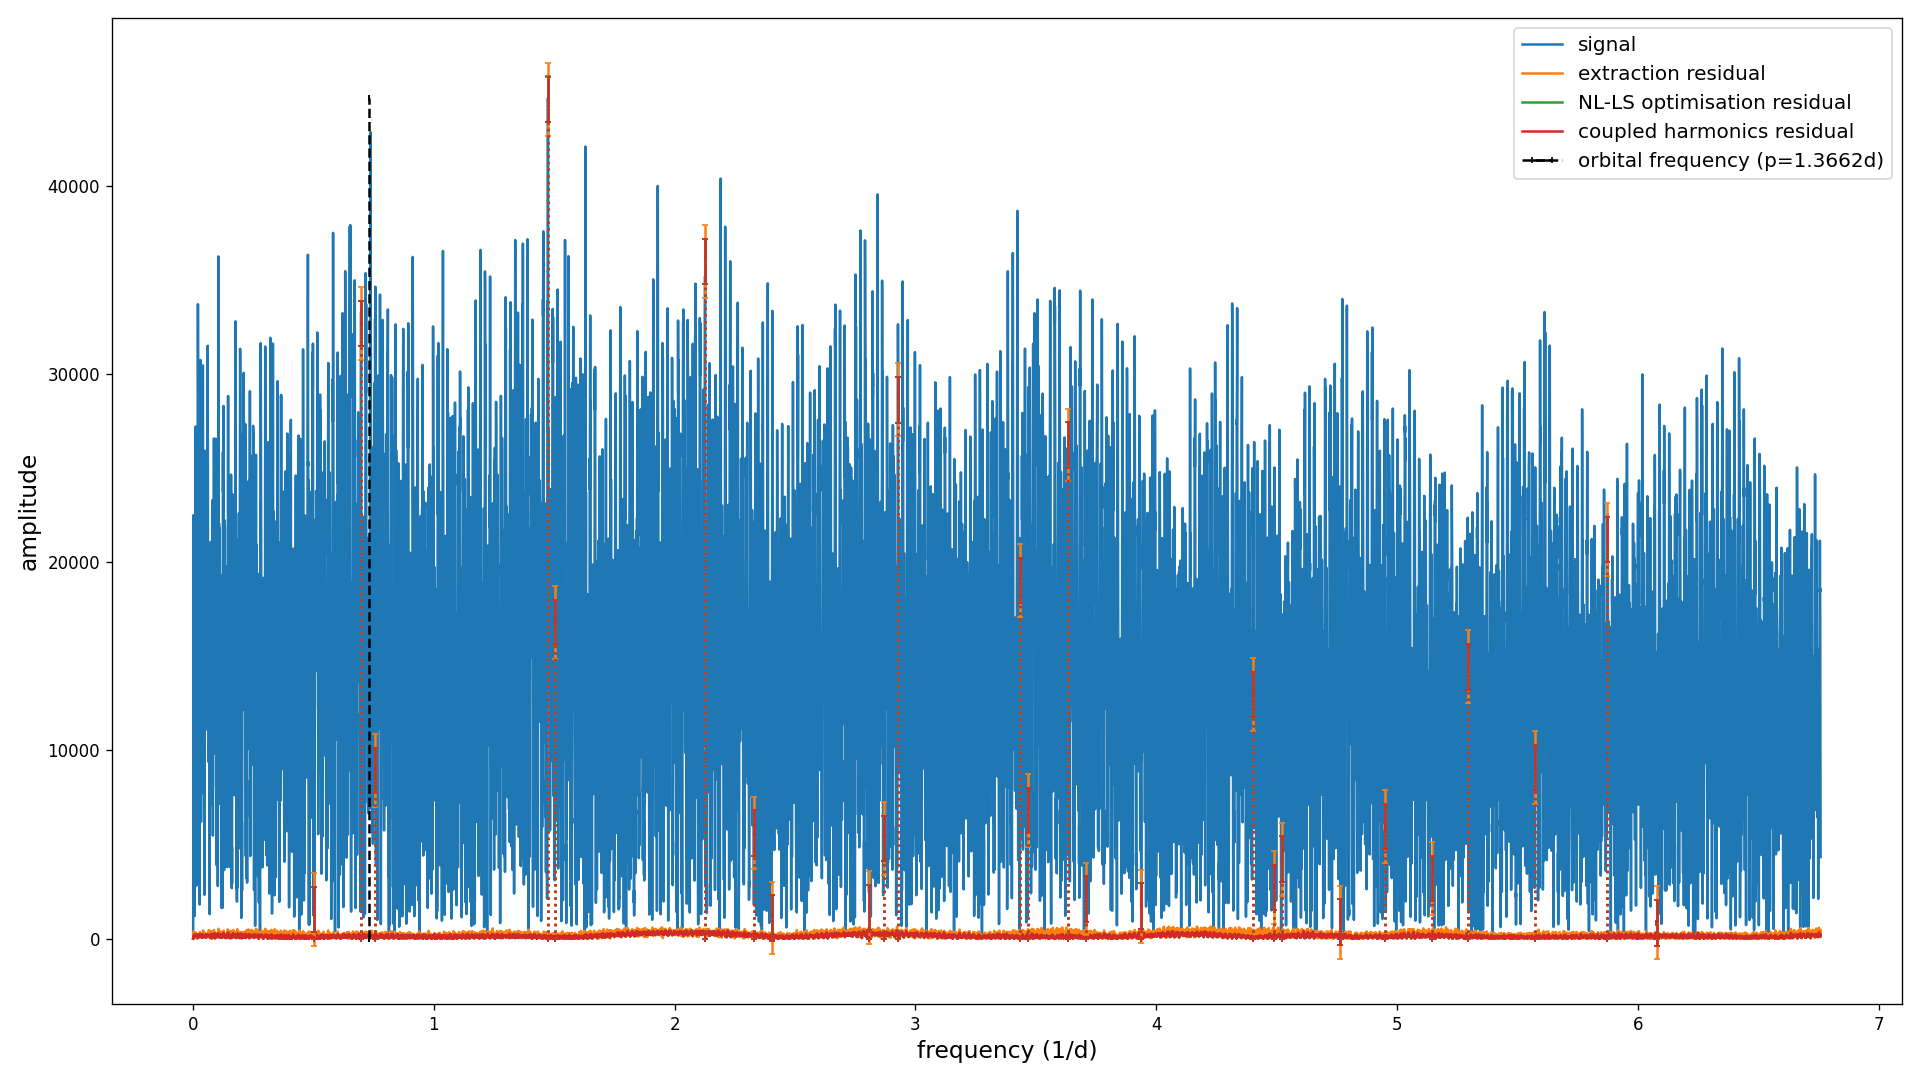 signal
extraction residual
NL-LS optimisation residual
coupled harmonics residual
orbital frequency (p=1.3662d)
amplitude
40000
30000
20000
10000
0
0 1 2 3 4 5 6 7
frequency (1/d)